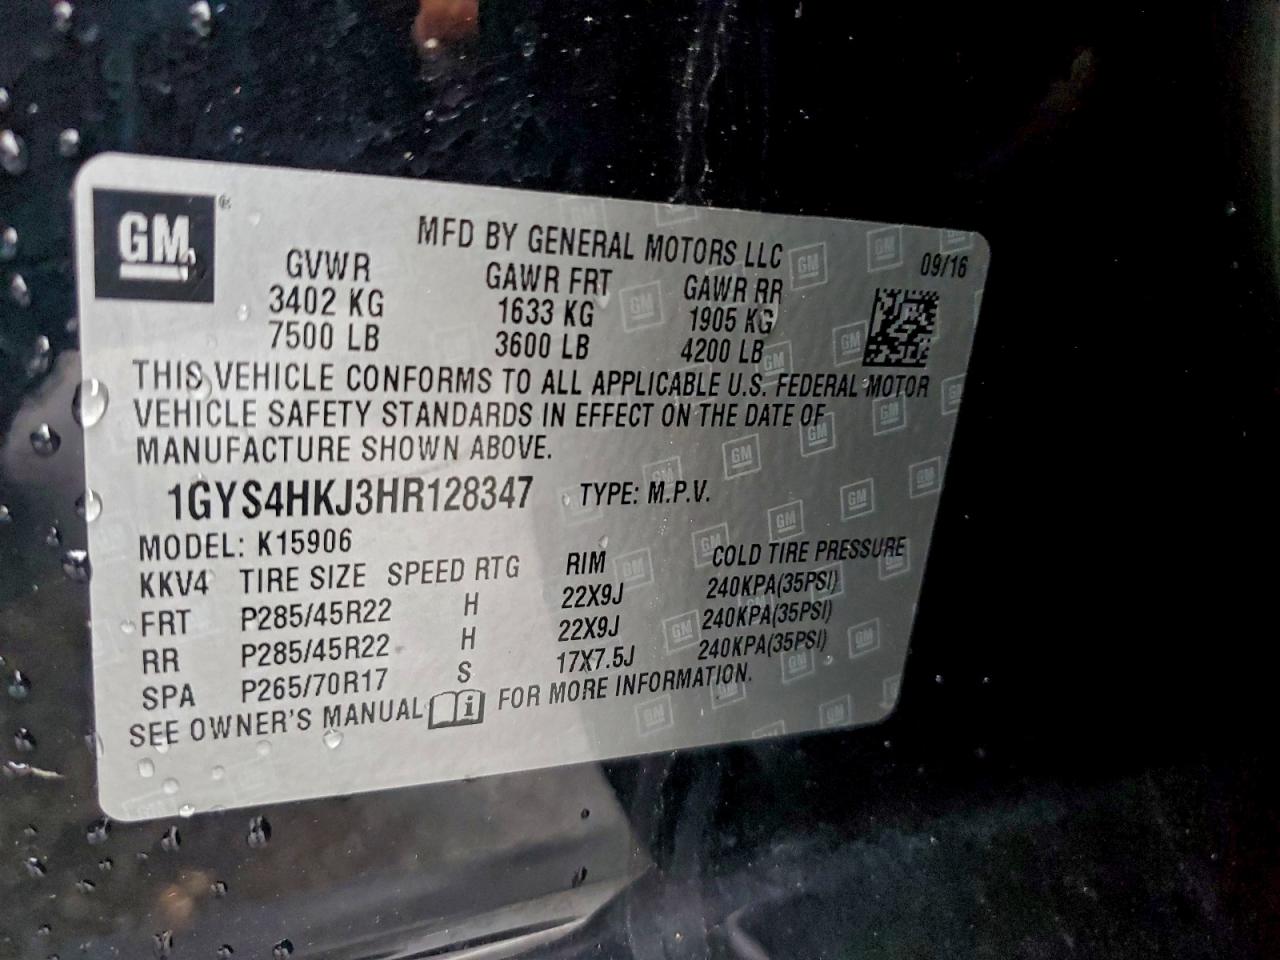 GM®
MFD BY GENERAL MOTORS LLC
09/16
GVWR GAWR FRT GAWR RR
3402 KG 1633 KG 1905 KG
7500 LB 3600 LB 4200 LB
THIS VEHICLE CONFORMS TO ALL APPLICABLE U.S. FEDERAL MOTOR
VEHICLE SAFETY STANDARDS IN EFFECT ON THE DATE OF
MANUFACTURE SHOWN ABOVE.
1GYS4HKJ3HR128347 TYPE: M.P.V.
MODEL: K15906
KKV4 TIRE SIZE SPEED RTG RIM COLD TIRE PRESSURE
FRT P285/45R22 H 22X9J 240KPA(35PSI)
RR P285/45R22 H 22X9J 240KPA(35PSI)
SPA P265/70R17 S 17X7.5J 240KPA(35PSI)
SEE OWNER'S MANUAL i FOR MORE INFORMATION.